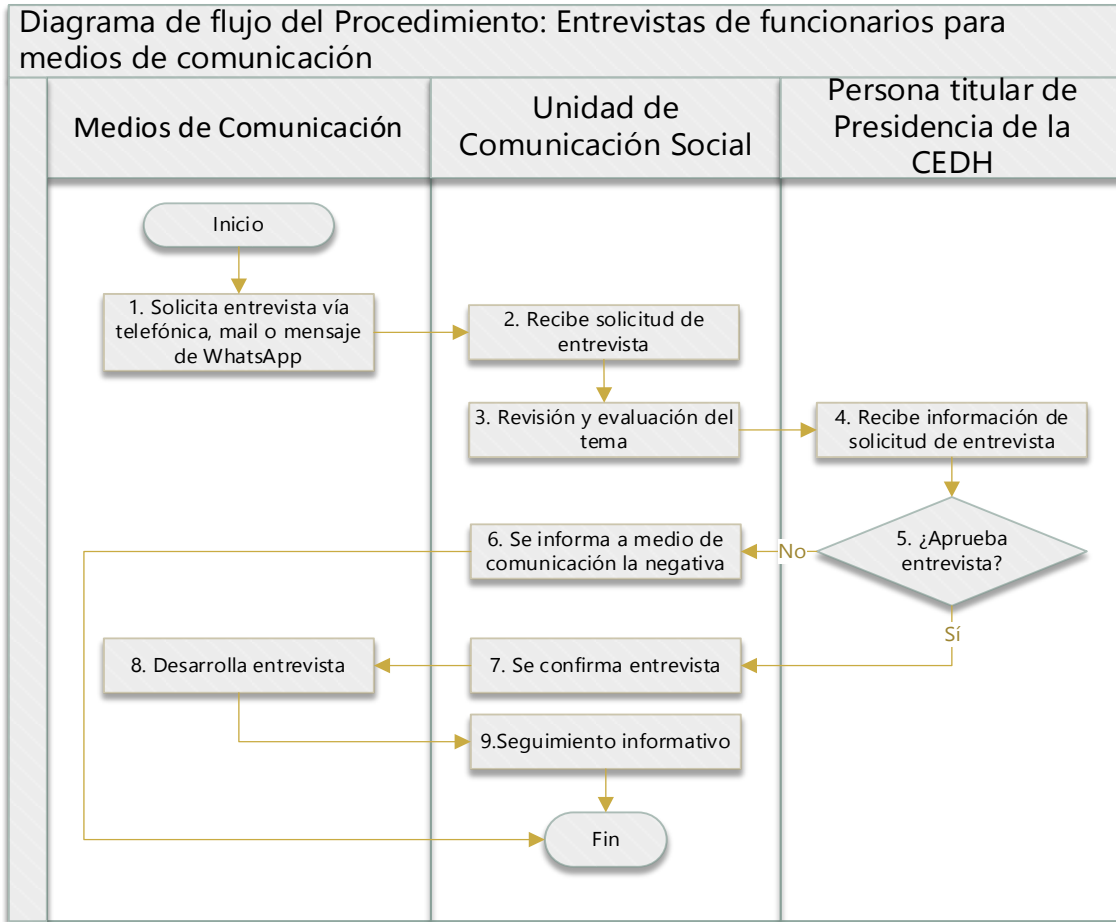 Diagrama de flujo del Procedimiento: Entrevistas de funcionarios para
medios de comunicación
Medios de Comunicación
Unidad de
Comunicación Social
Persona titular de
Presidencia de la
CEDH
Inicio
1. Solicita entrevista vía
telefónica, mail o mensaje
de WhatsApp
2. Recibe solicitud de
entrevista
3. Revisión y evaluación del
tema
4. Recibe información de
solicitud de entrevista
5. ¿Aprueba
entrevista?
No
6. Se informa a medio de
comunicación la negativa
Sí
7. Se confirma entrevista
8. Desarrolla entrevista
9.Seguimiento informativo
Fin